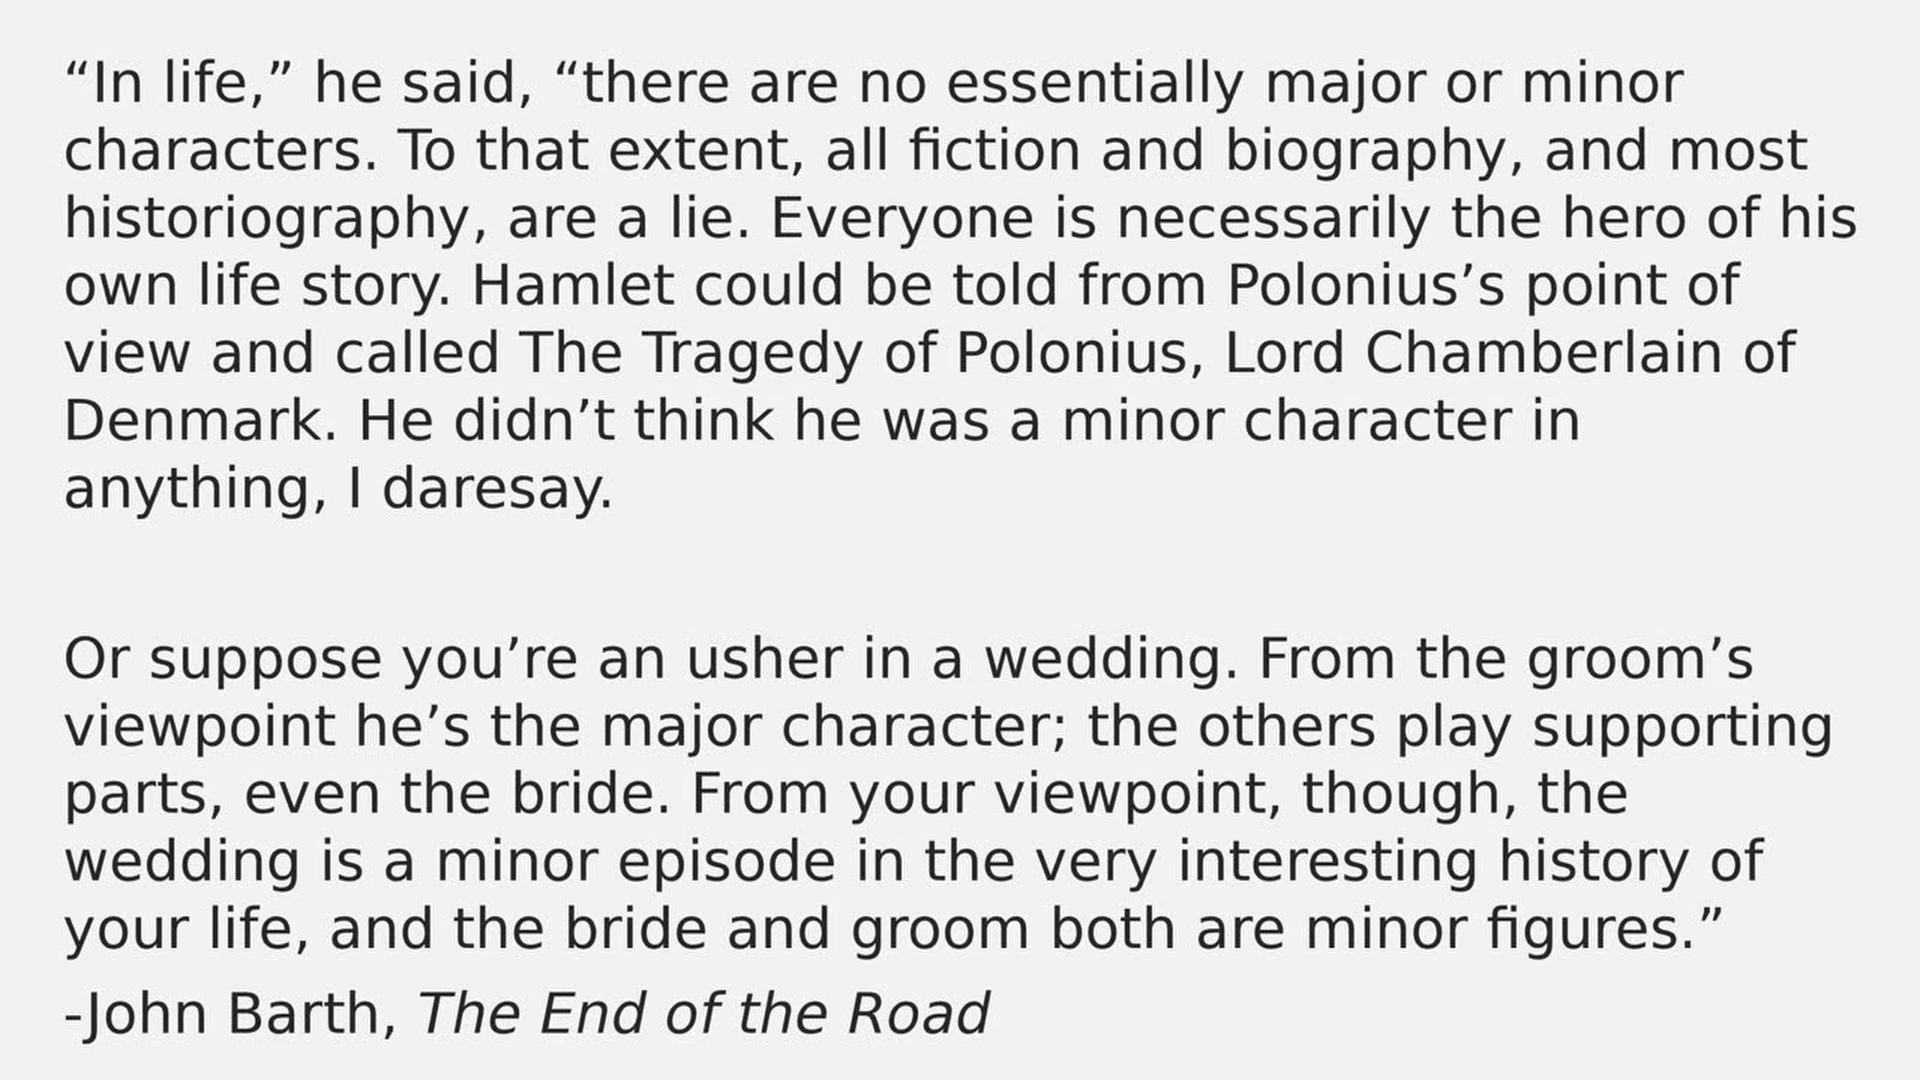 “In life,” he said, “there are no essentially major or minor
characters. To that extent, all fiction and biography, and most
historiography, are a lie. Everyone is necessarily the hero of his
own life story. Hamlet could be told from Polonius’s point of
view and called The Tragedy of Polonius, Lord Chamberlain of
Denmark. He didn’t think he was a minor character in
anything, I daresay.
Or suppose you’re an usher in a wedding. From the groom’s
viewpoint he’s the major character; the others play supporting
parts, even the bride. From your viewpoint, though, the
wedding is a minor episode in the very interesting history of
your life, and the bride and groom both are minor figures.”
-John Barth, The End of the Road